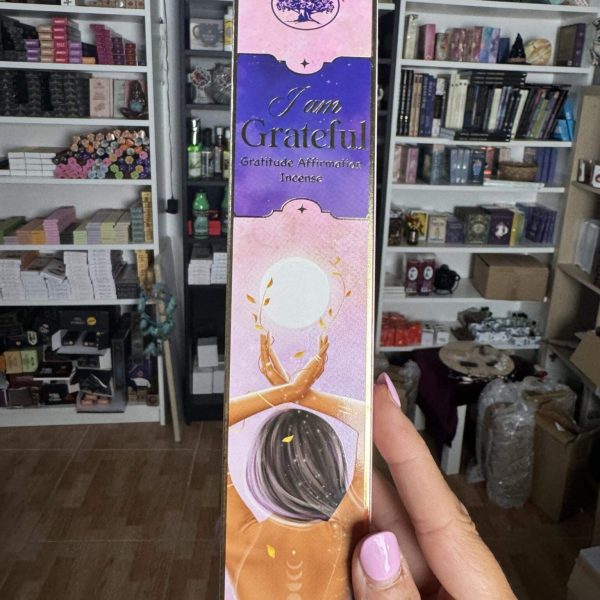 I am
Grateful
Gratitude Affirmation
Incense